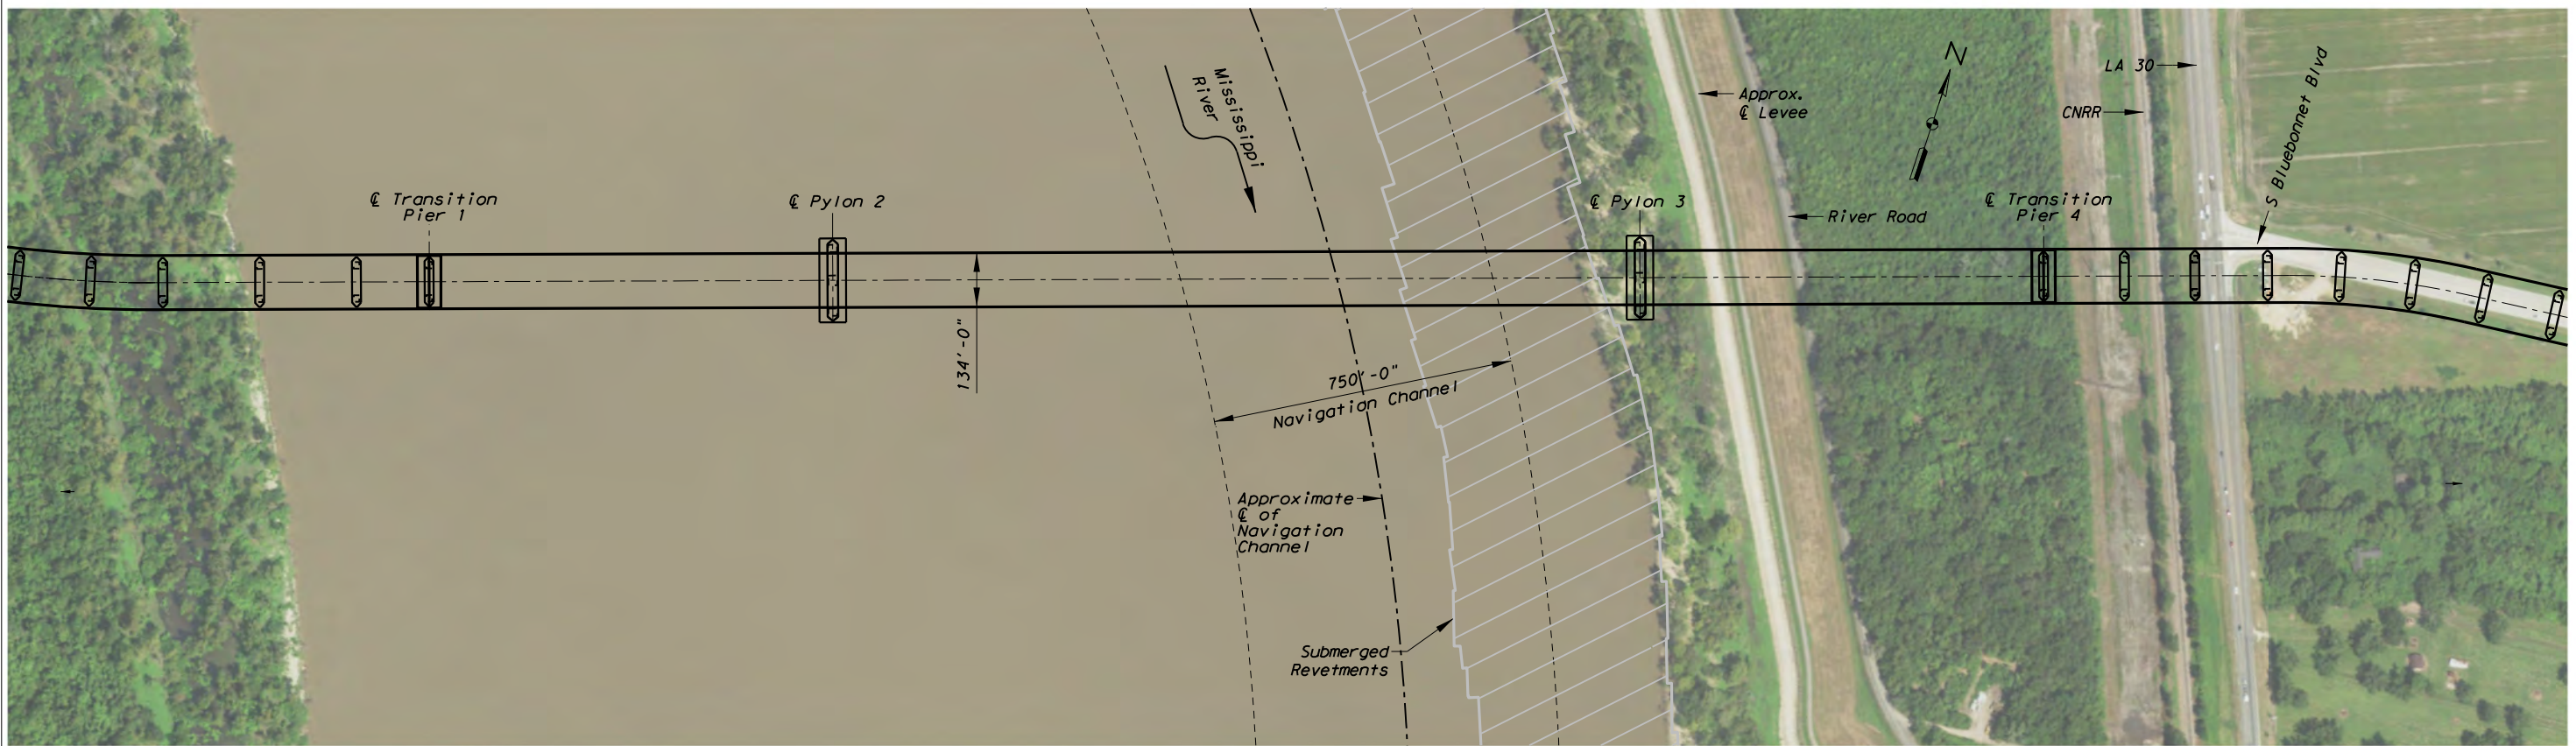 N
LA 30
Mississippi
River
Approx.
℄ Levee
CNRR
S Bluebonnet Blvd
℄ Transition
Pier 1
℄ Pylon 2
℄ Pylon 3
River Road
℄ Transition
Pier 4
134'-0"
750'-0"
Navigation Channel
Approximate
℄ of
Navigation
Channel
Submerged
Revetments